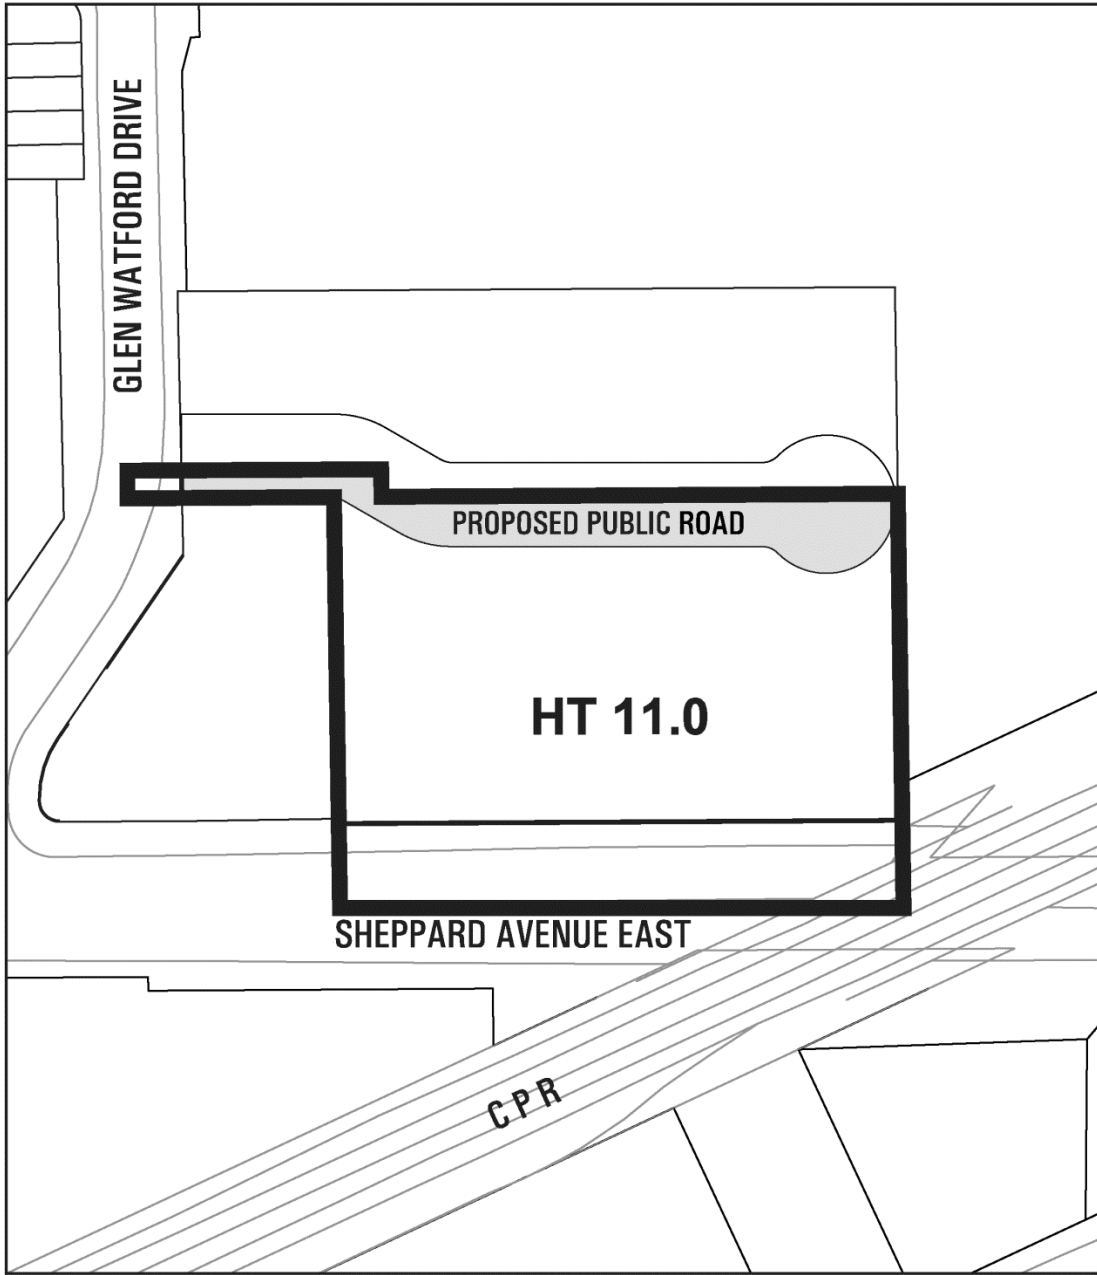 GLEN WATFORD DRIVE
PROPOSED PUBLIC ROAD
HT 11.0
SHEPPARD AVENUE EAST
CPR